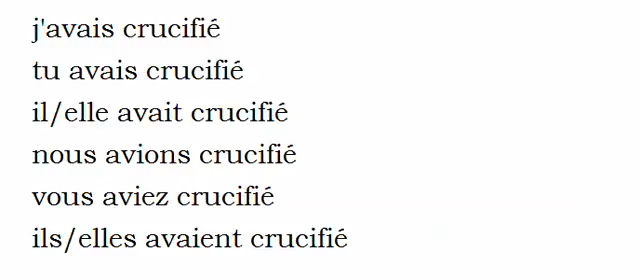 j'avais crucifié
tu avais crucifié
il/elle avait crucifié
nous avions crucifié
vous aviez crucifié
ils/elles avaient crucifié